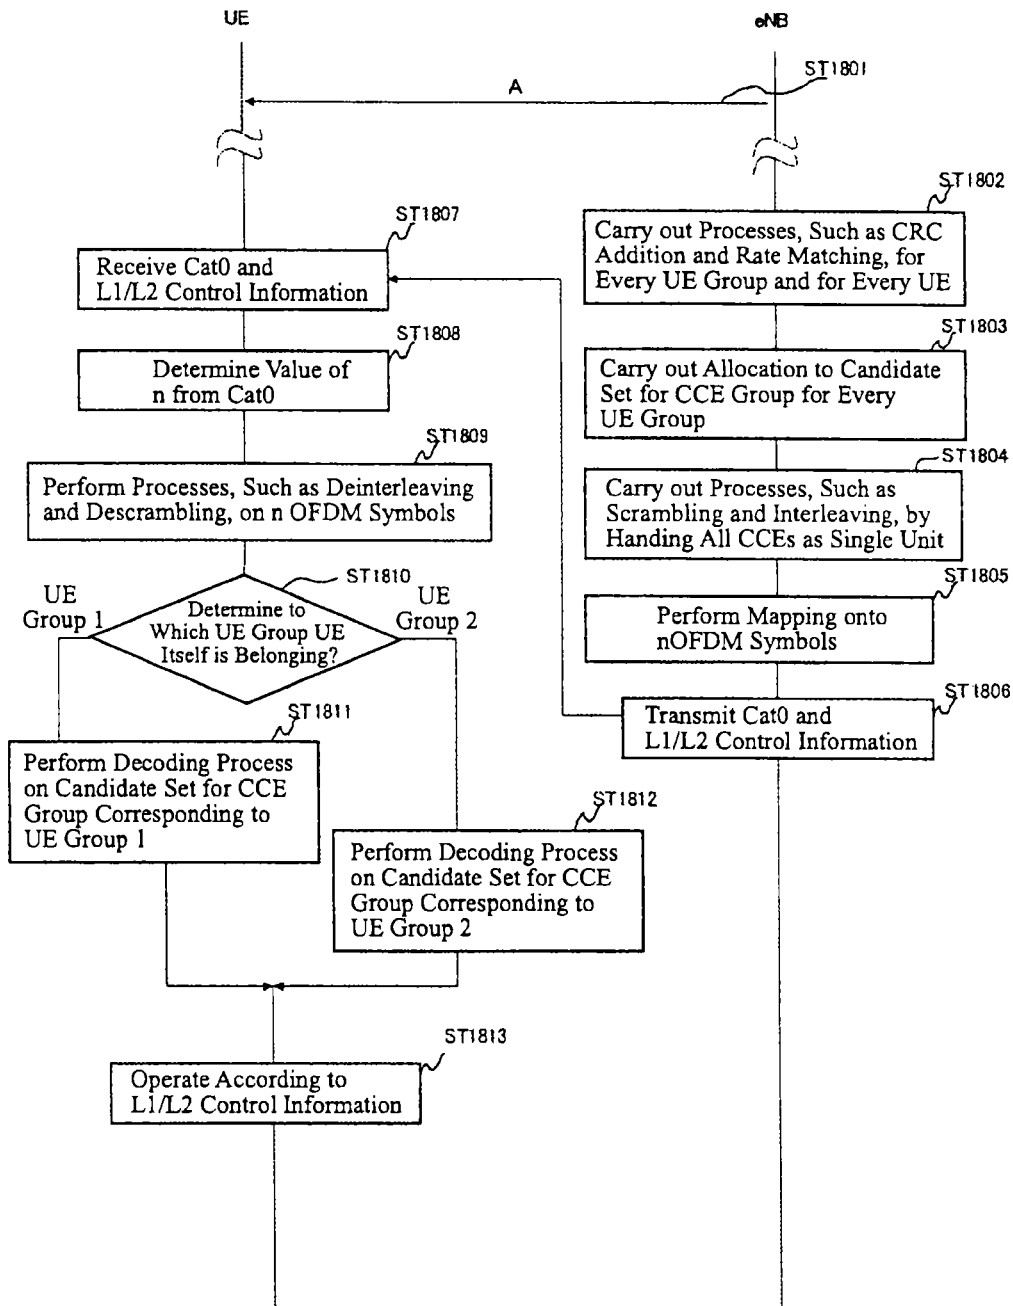 UE
eNB
ST1801
A
ST1802
Carry out Processes, Such as CRC
Addition and Rate Matching, for
Every UE Group and for Every UE
ST1807
Receive Cat0 and
L1/L2 Control Information
ST1803
Carry out Allocation to Candidate
Set for CCE Group for Every
UE Group
ST1808
Determine Value of
n from Cat0
ST1804
Carry out Processes, Such as
Scrambling and Interleaving, by
Handing All CCEs as Single Unit
ST1809
Perform Processes, Such as Deinterleaving
and Descrambling, on n OFDM Symbols
ST1805
Perform Mapping onto
nOFDM Symbols
ST1810
UE
Group 1
Determine to
Which UE Group UE
Itself is Belonging?
UE
Group 2
ST1806
Transmit Cat0 and
L1/L2 Control Information
ST1811
Perform Decoding Process
on Candidate Set for CCE
Group Corresponding to
UE Group 1
ST1812
Perform Decoding Process
on Candidate Set for CCE
Group Corresponding to
UE Group 2
ST1813
Operate According to
L1/L2 Control Information